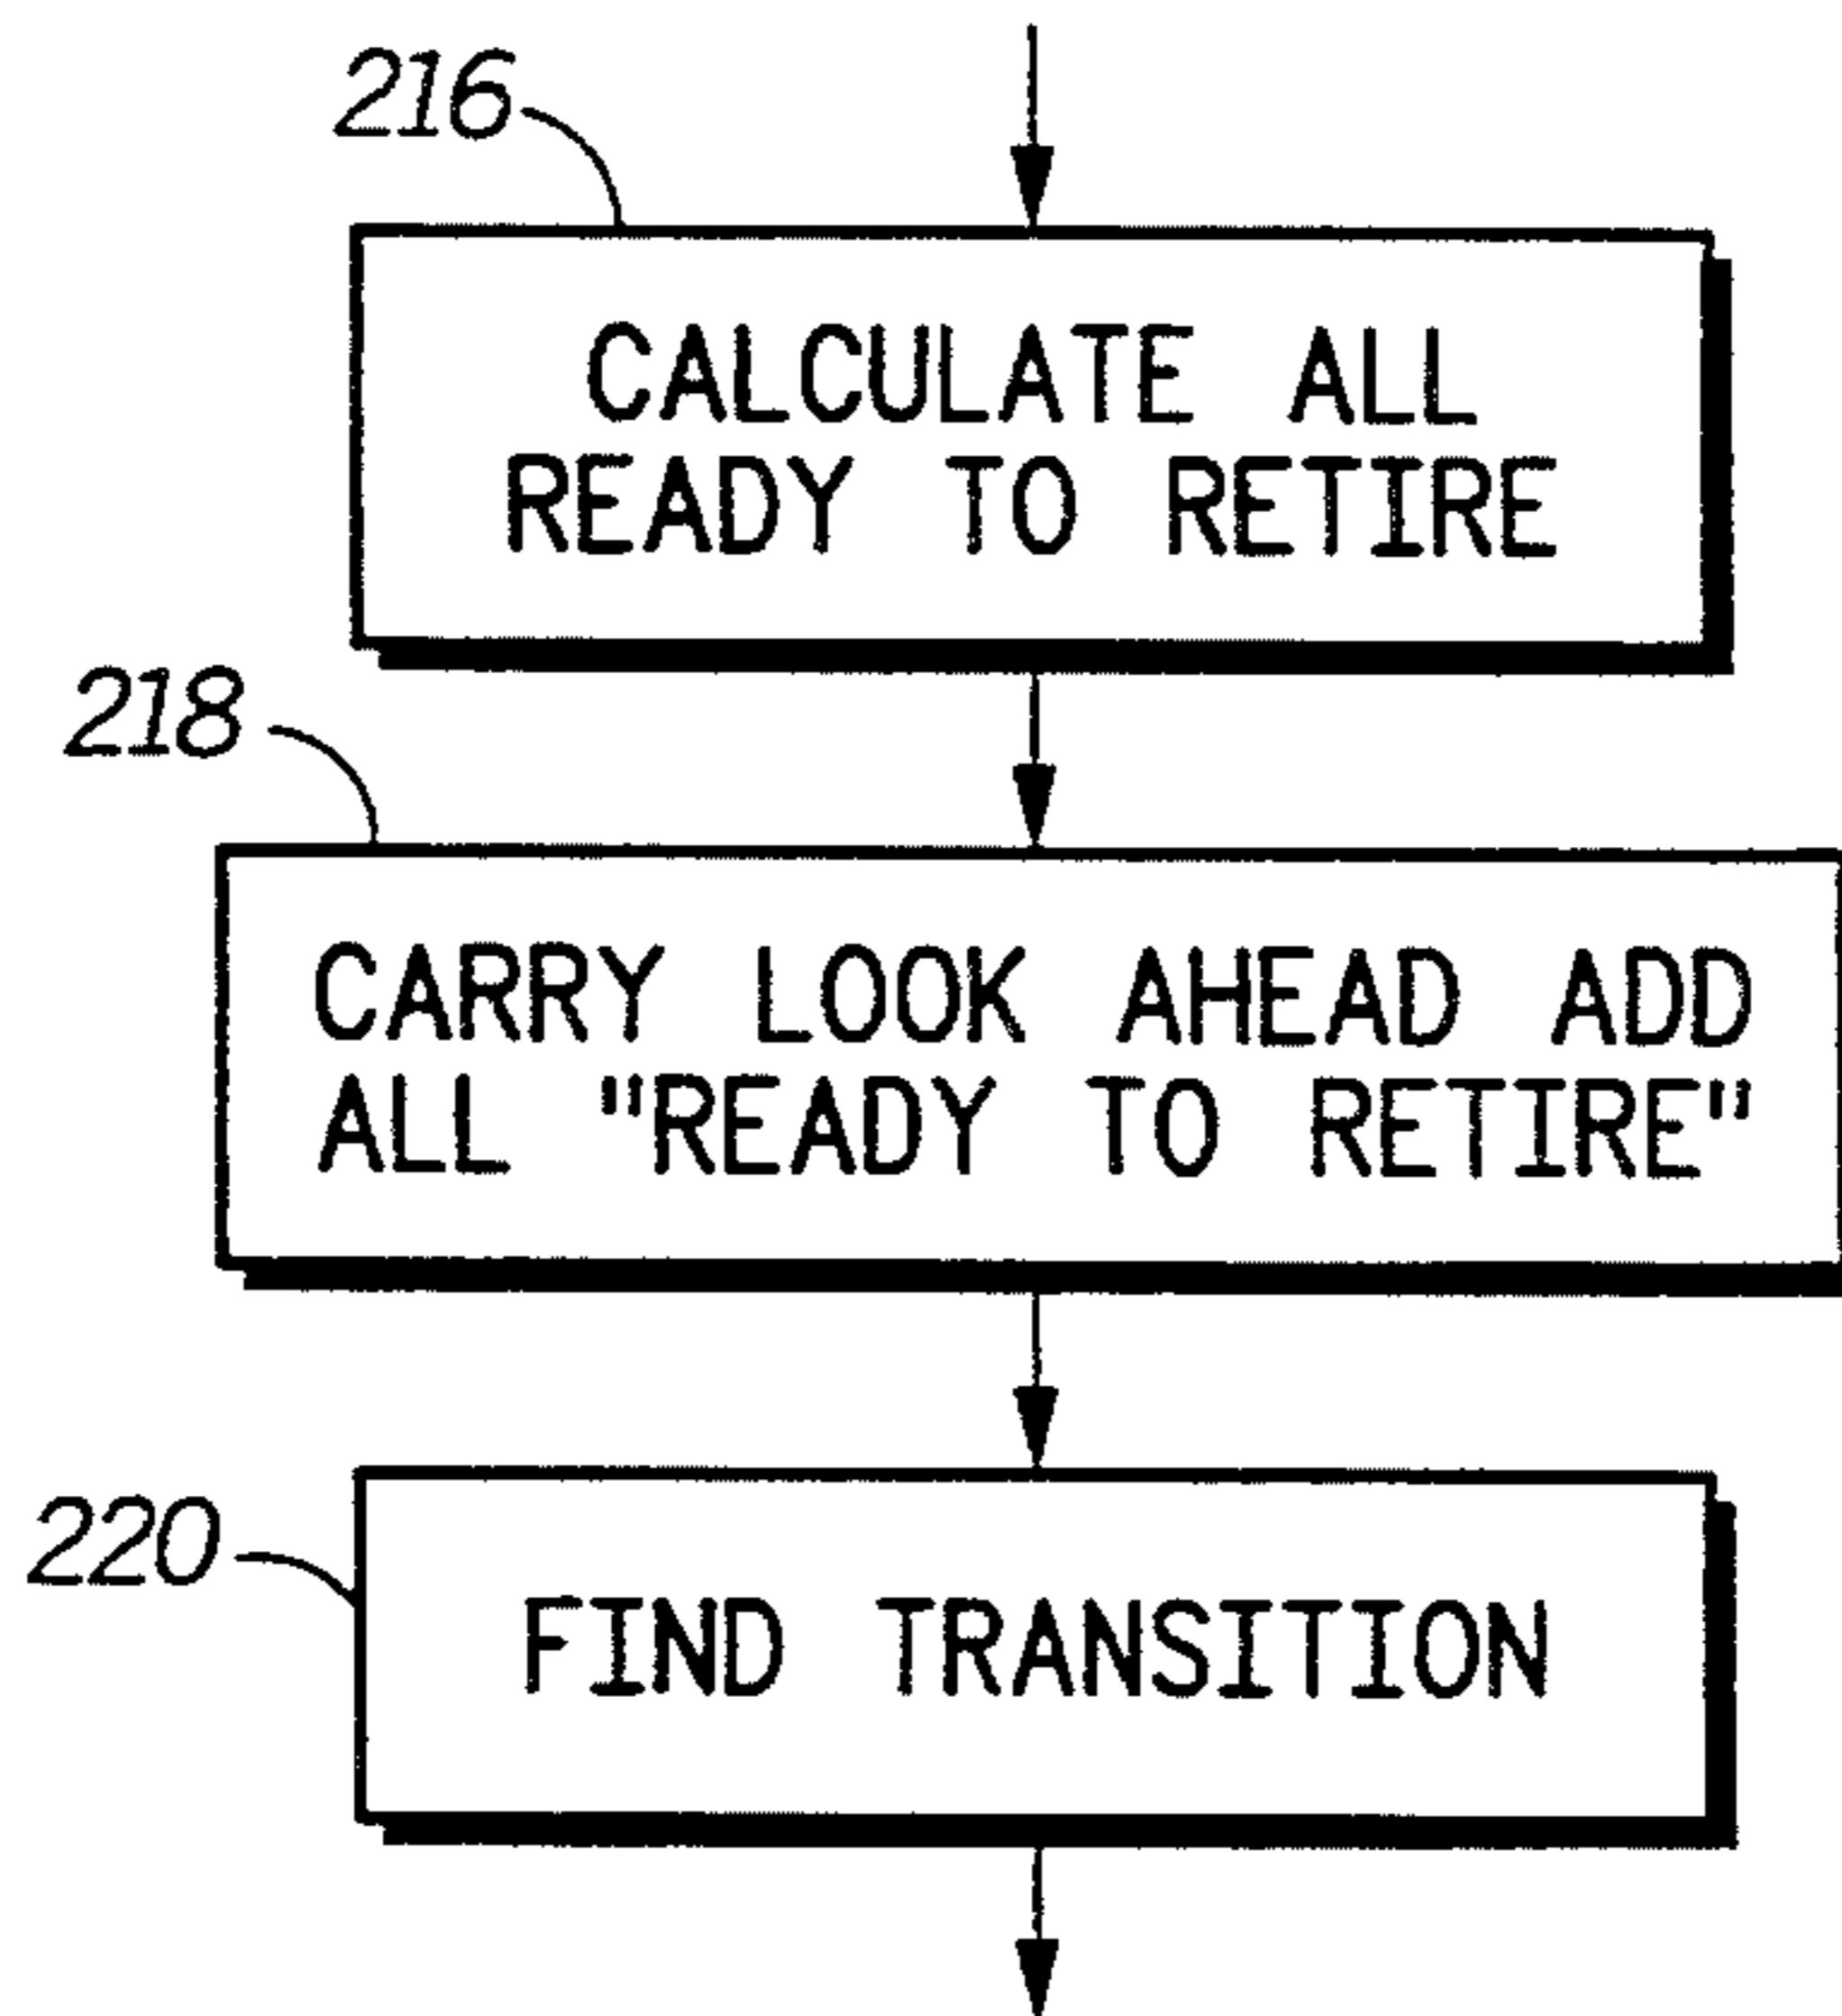 216
CALCULATE ALL
READY TO RETIRE
218
CARRY LOOK AHEAD ADD
ALL "READY TO RETIRE"
220
FIND TRANSITION